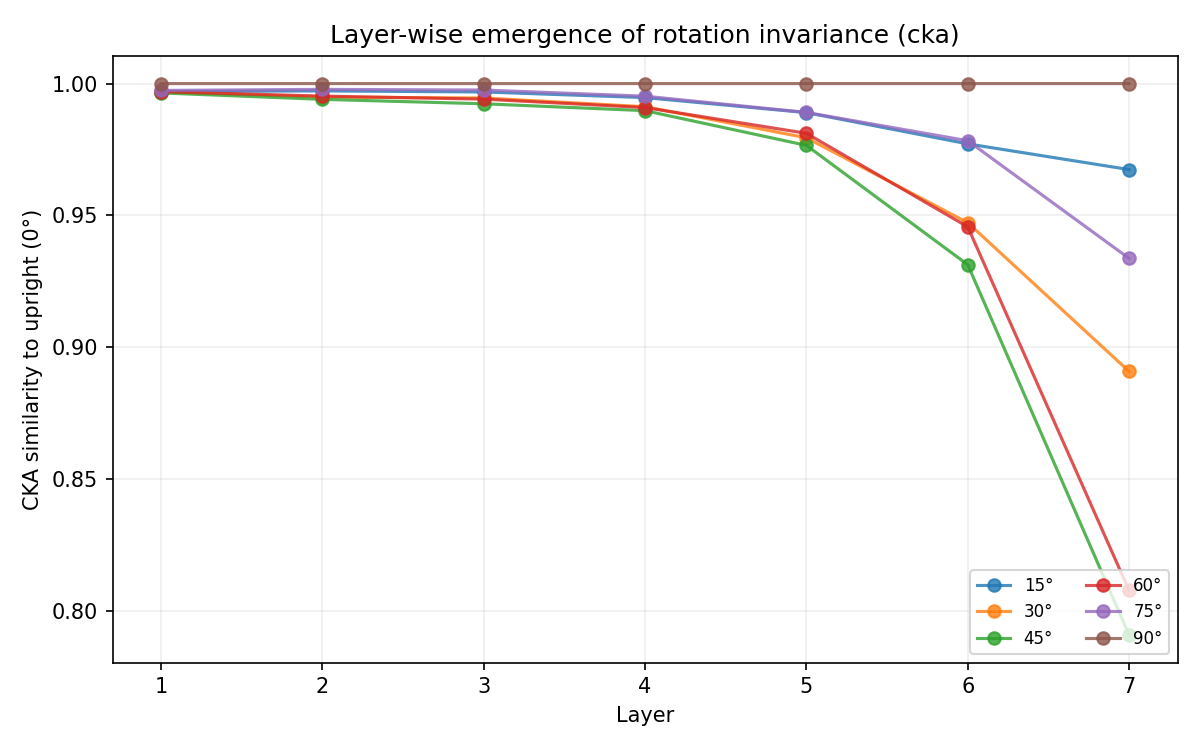 Layer-wise emergence of rotation invariance (cka)
CKA similarity to upright (0°)
1.00
0.95
0.90
0.85
0.80
1 2 3 4 5 6 7
Layer
15° 60°
30° 75°
45° 90°